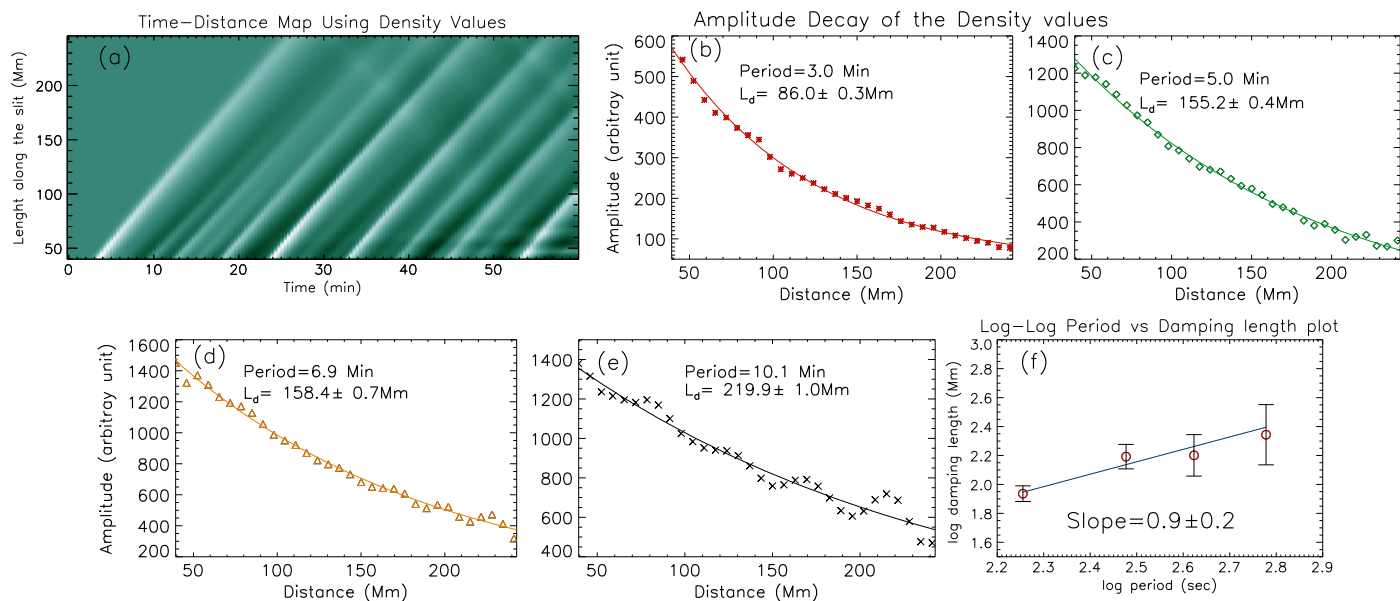 Time-Distance Map Using Density Values
Amplitude Decay of the Density values
(a)
Lenght along the slit (Mm)
200
150
100
50
0
10
20
30
40
50
Time (min)
(b)
Period=3.0 Min
L_d= 86.0± 0.3Mm
Amplitude (arbitray unit)
600
500
400
300
200
100
50
100
150
200
Distance (Mm)
(c)
Period=5.0 Min
L_d= 155.2± 0.4Mm
1400
1200
1000
800
600
400
200
50
100
150
200
Distance (Mm)
(d)
Period=6.9 Min
L_d= 158.4± 0.7Mm
Amplitude (arbitray unit)
1600
1400
1200
1000
800
600
400
200
50
100
150
200
Distance (Mm)
(e)
Period=10.1 Min
L_d= 219.9± 1.0Mm
1400
1200
1000
800
600
400
50
100
150
200
Distance (Mm)
Log-Log Period vs Damping length plot
(f)
log damping length (Mm)
3.0
2.8
2.6
2.4
2.2
2.0
1.8
1.6
Slope=0.9±0.2
2.2
2.3
2.4
2.5
2.6
2.7
2.8
2.9
log period (sec)